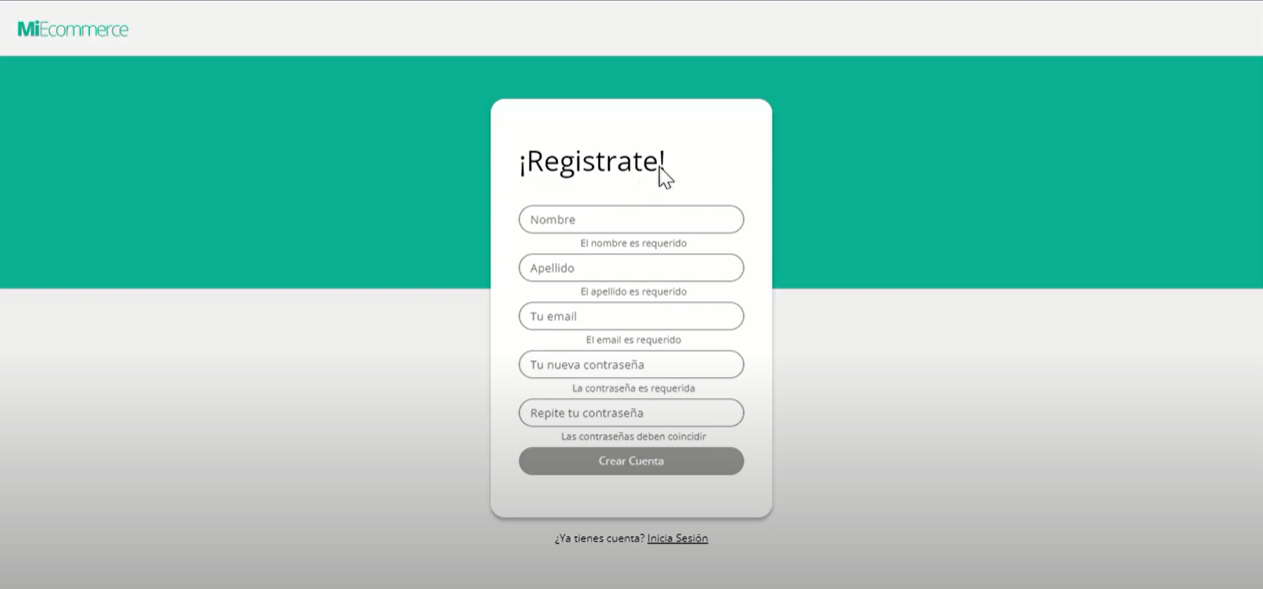 MiEcommerce
¡Registrate!
Nombre
El nombre es requerido
Apellido
El apellido es requerido
Tu email
El email es requerido
Tu nueva contraseña
La contraseña es requerida
Repite tu contraseña
Las contraseñas deben coincidir
Crear Cuenta
¿Ya tienes cuenta? Inicia Sesión